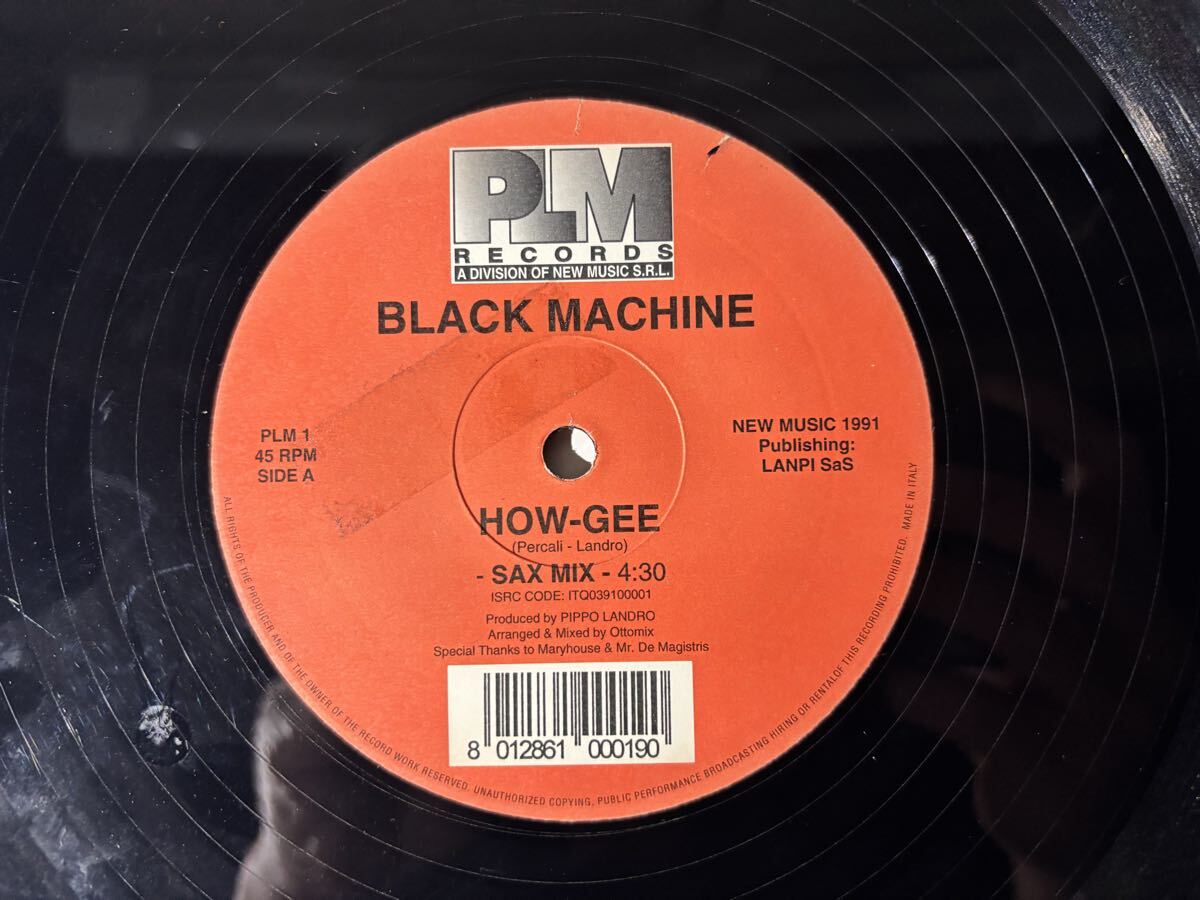 PLM
RECORDS
A DIVISION OF NEW MUSIC S.R.L.
BLACK MACHINE
PLM 1
45 RPM
SIDE A
NEW MUSIC 1991
Publishing:
LANPI SaS
HOW-GEE
(Percali - Landro)
- SAX MIX - 4:30
ISRC CODE: ITQ039100001
Produced by PIPPO LANDRO
Arranged & Mixed by Ottomix
Special Thanks to Maryhouse & Mr. De Magistris
8 012861 000190
ALL RIGHTS OF THE PRODUCER AND OF THE OWNER OF THE RECORD WORK RESERVED. UNAUTHORIZED COPYING, PUBLIC PERFORMANCE BROADCASTING HIRING OR RENTALOF THIS RECORDING PROHIBITED. MADE IN ITALY